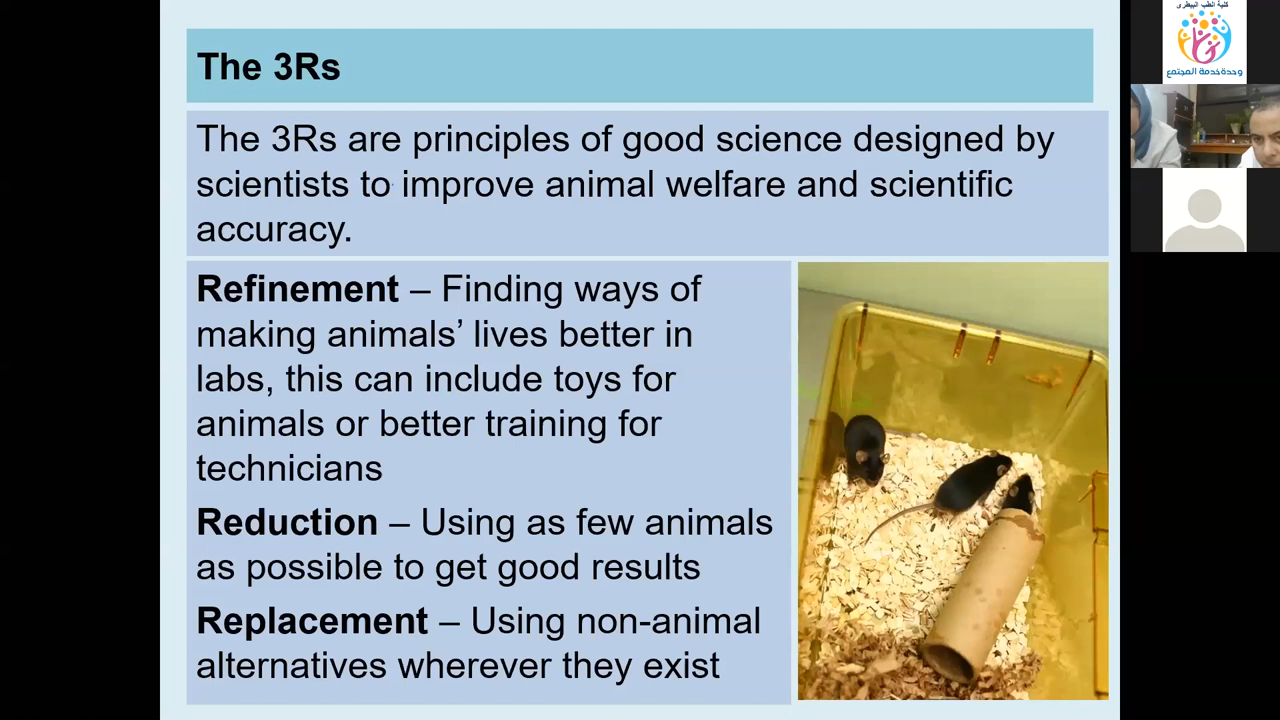 The 3Rs
The 3Rs are principles of good science designed by
scientists to improve animal welfare and scientific
accuracy.
Refinement – Finding ways of
making animals’ lives better in
labs, this can include toys for
animals or better training for
technicians
Reduction – Using as few animals
as possible to get good results
Replacement – Using non-animal
alternatives wherever they exist
كلية الطب البيطرى
وحدة خدمة المجتمع